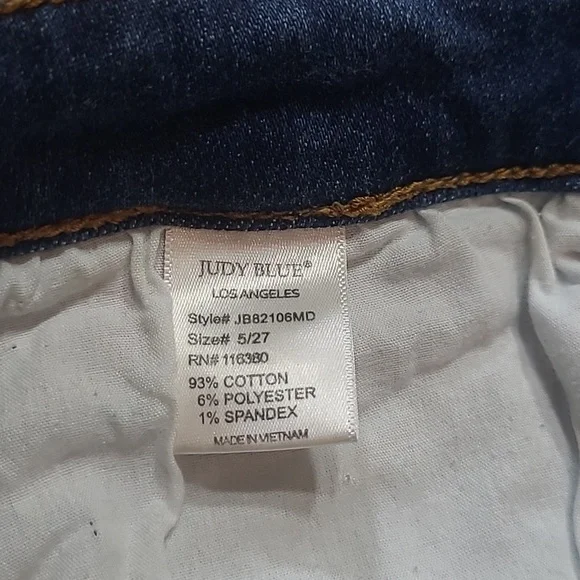 JUDY BLUE®
LOS ANGELES
Style# JB82106MD
Size# 5/27
RN# 116380
93% COTTON
6% POLYESTER
1% SPANDEX
MADE IN VIETNAM